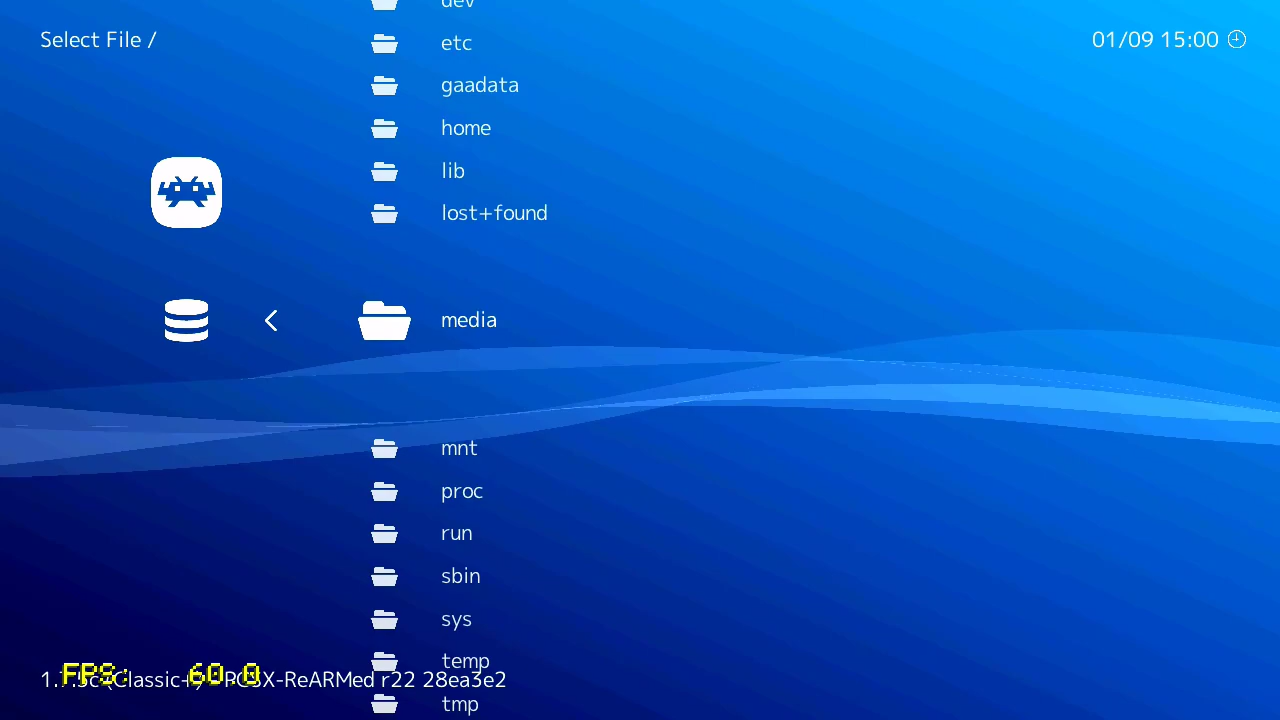 dev
Select File /
01/09 15:00
etc
gaadata
home
lib
lost+found
media
mnt
proc
run
sbin
sys
temp
FPS: 60.0
PCSX-ReARMed r22 28ea3e2
tmp